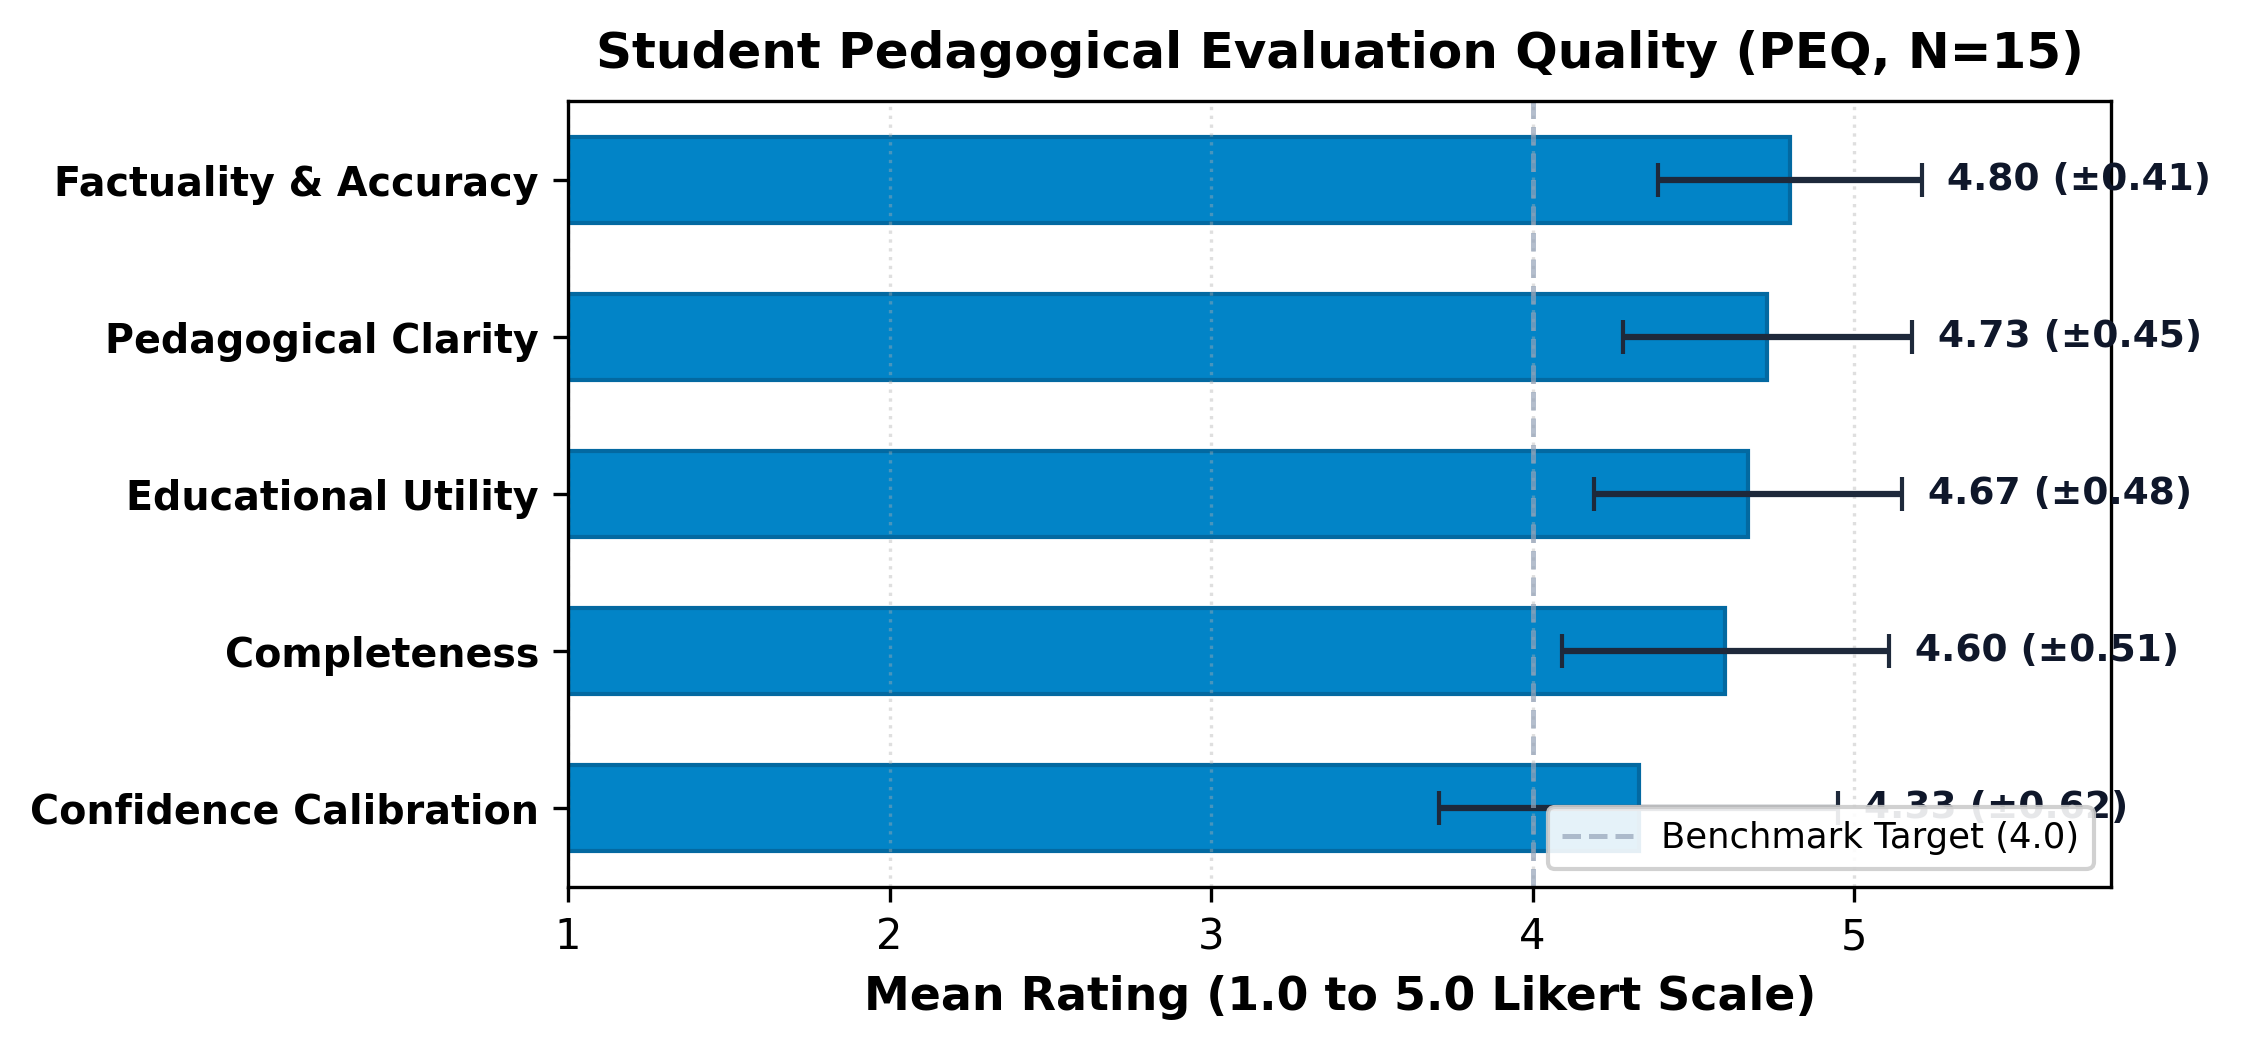 Student Pedagogical Evaluation Quality (PEQ, N=15)
Factuality & Accuracy
4.80 (±0.41)
Pedagogical Clarity
4.73 (±0.45)
Educational Utility
4.67 (±0.48)
Completeness
4.60 (±0.51)
Confidence Calibration
4.33 (±0.62)
Benchmark Target (4.0)
1 2 3 4 5
Mean Rating (1.0 to 5.0 Likert Scale)